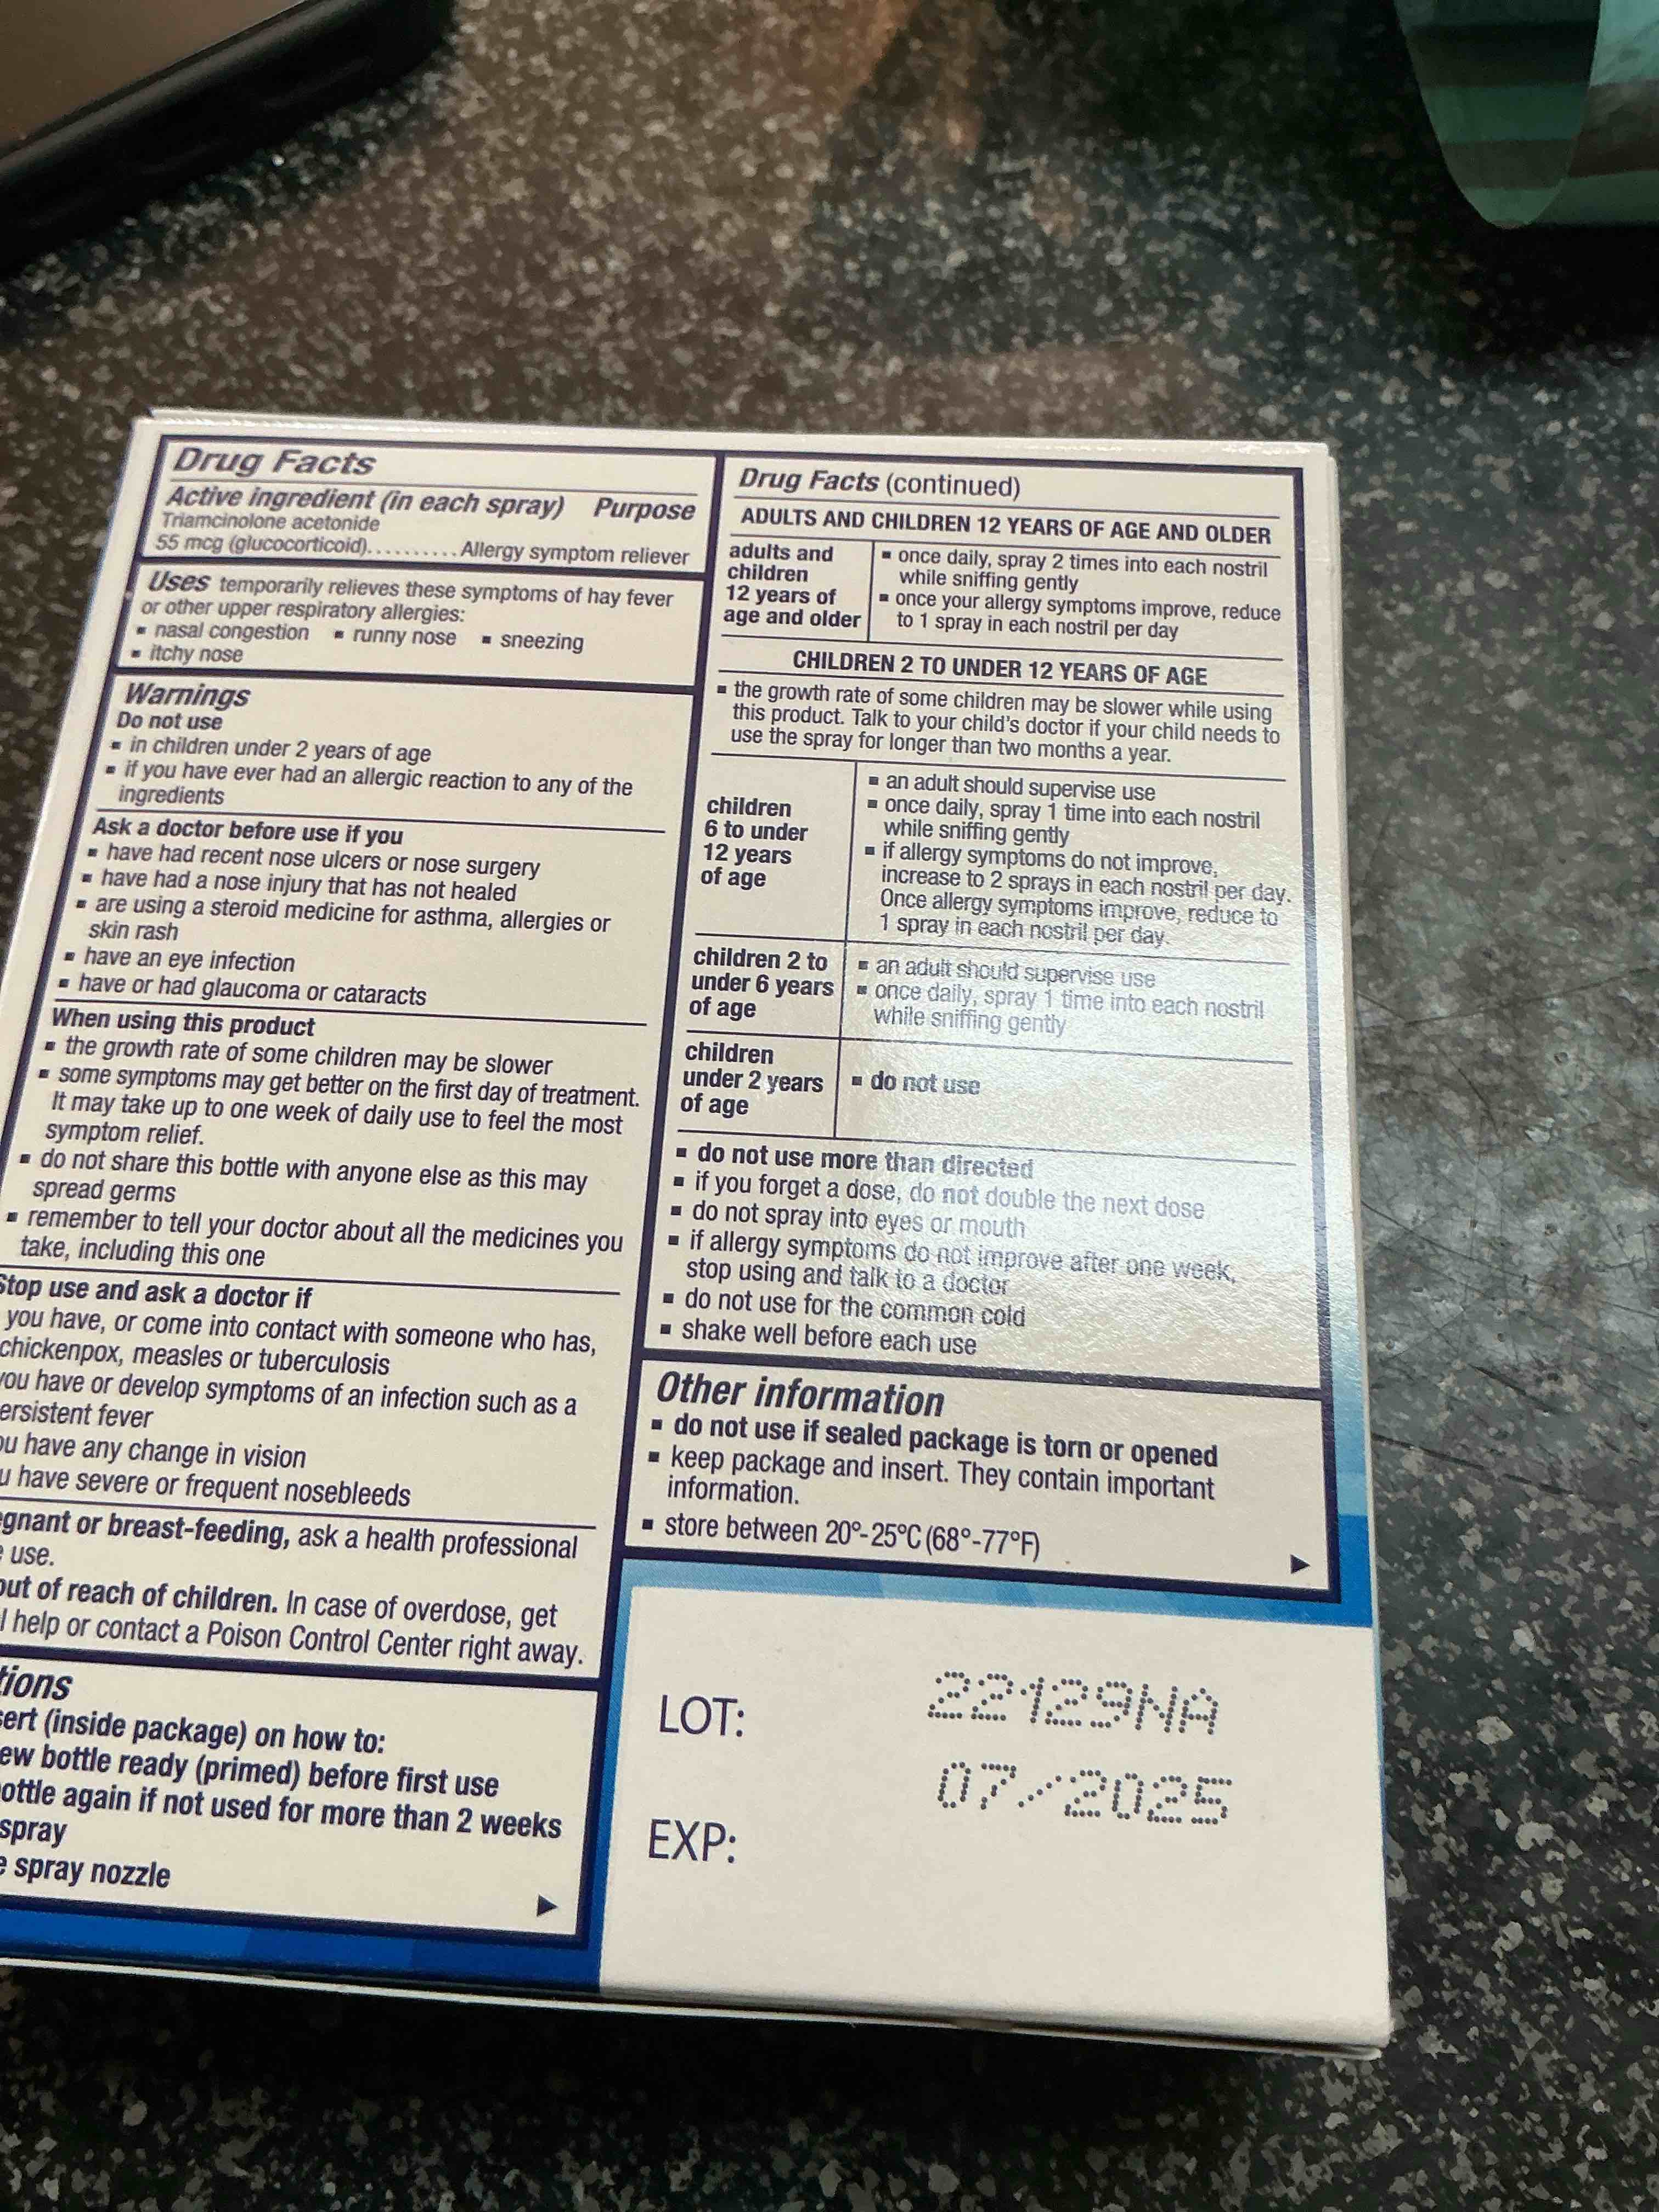 Drug Facts
Active ingredient (in each spray) Purpose
Triamcinolone acetonide
55 mcg (glucocorticoid).......... Allergy symptom reliever
Uses temporarily relieves these symptoms of hay fever
or other upper respiratory allergies:
▪ nasal congestion ▪ runny nose ▪ sneezing
▪ itchy nose
Warnings
Do not use
▪ in children under 2 years of age
▪ if you have ever had an allergic reaction to any of the
ingredients
Ask a doctor before use if you
▪ have had recent nose ulcers or nose surgery
▪ have had a nose injury that has not healed
▪ are using a steroid medicine for asthma, allergies or
skin rash
▪ have an eye infection
▪ have or had glaucoma or cataracts
When using this product
▪ the growth rate of some children may be slower
▪ some symptoms may get better on the first day of treatment.
It may take up to one week of daily use to feel the most
symptom relief.
▪ do not share this bottle with anyone else as this may
spread germs
▪ remember to tell your doctor about all the medicines you
take, including this one
Stop use and ask a doctor if
you have, or come into contact with someone who has,
chickenpox, measles or tuberculosis
you have or develop symptoms of an infection such as a
ersistent fever
ou have any change in vision
u have severe or frequent nosebleeds
gnant or breast-feeding, ask a health professional
use.
out of reach of children. In case of overdose, get
l help or contact a Poison Control Center right away.
tions
sert (inside package) on how to:
ew bottle ready (primed) before first use
ottle again if not used for more than 2 weeks
spray
e spray nozzle
Drug Facts (continued)
ADULTS AND CHILDREN 12 YEARS OF AGE AND OLDER
adults and
children
12 years of
age and older
▪ once daily, spray 2 times into each nostril
while sniffing gently
▪ once your allergy symptoms improve, reduce
to 1 spray in each nostril per day
CHILDREN 2 TO UNDER 12 YEARS OF AGE
▪ the growth rate of some children may be slower while using
this product. Talk to your child's doctor if your child needs to
use the spray for longer than two months a year.
children
6 to under
12 years
of age
▪ an adult should supervise use
▪ once daily, spray 1 time into each nostril
while sniffing gently
▪ if allergy symptoms do not improve,
increase to 2 sprays in each nostril per day.
Once allergy symptoms improve, reduce to
1 spray in each nostril per day.
children 2 to
under 6 years
of age
▪ an adult should supervise use
▪ once daily, spray 1 time into each nostril
while sniffing gently
children
under 2 years
of age
▪ do not use
▪ do not use more than directed
▪ if you forget a dose, do not double the next dose
▪ do not spray into eyes or mouth
▪ if allergy symptoms do not improve after one week,
stop using and talk to a doctor
▪ do not use for the common cold
▪ shake well before each use
Other information
▪ do not use if sealed package is torn or opened
▪ keep package and insert. They contain important
information.
▪ store between 20°-25°C (68°-77°F)
LOT: 22129NA
07/2025
EXP: